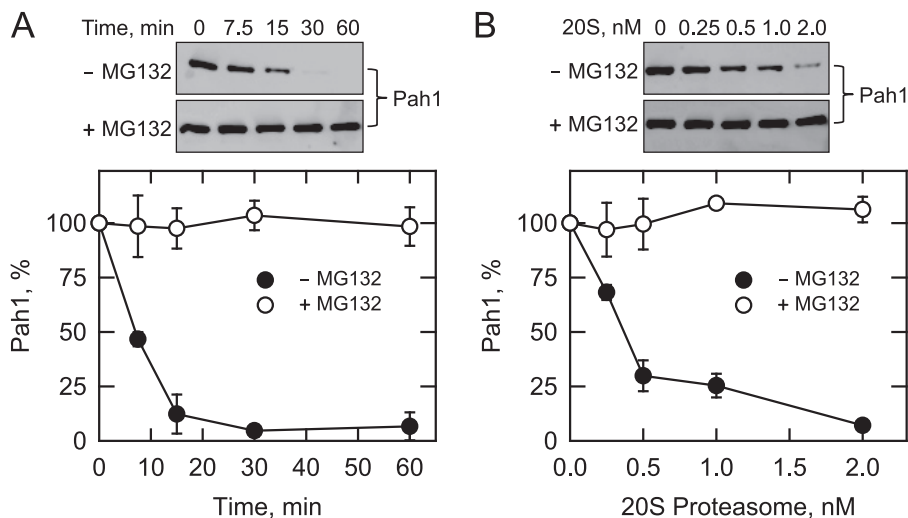 A
Time, min 0 7.5 15 30 60
– MG132
Pah1
+ MG132
100
75
50
25
0
Pah1, %
– MG132
+ MG132
0 10 20 30 40 50 60
Time, min
B
20S, nM 0 0.25 0.5 1.0 2.0
– MG132
Pah1
+ MG132
100
75
50
25
0
Pah1, %
– MG132
+ MG132
0.0 0.5 1.0 1.5 2.0
20S Proteasome, nM